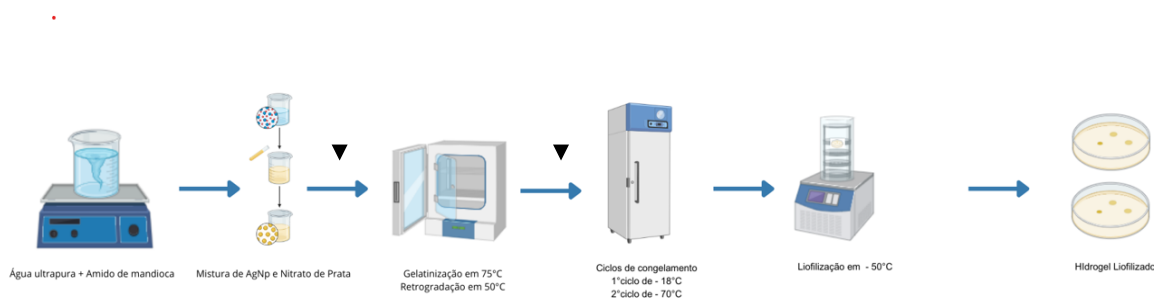 Água ultrapura + Amido de mandioca
Mistura de AgNp e Nitrato de Prata
Gelatinização em 75°C
Retrogradação em 50°C
Ciclos de congelamento
1°ciclo de - 18°C
2°ciclo de - 70°C
Liofilização em - 50°C
HIdrogel Liofilizado